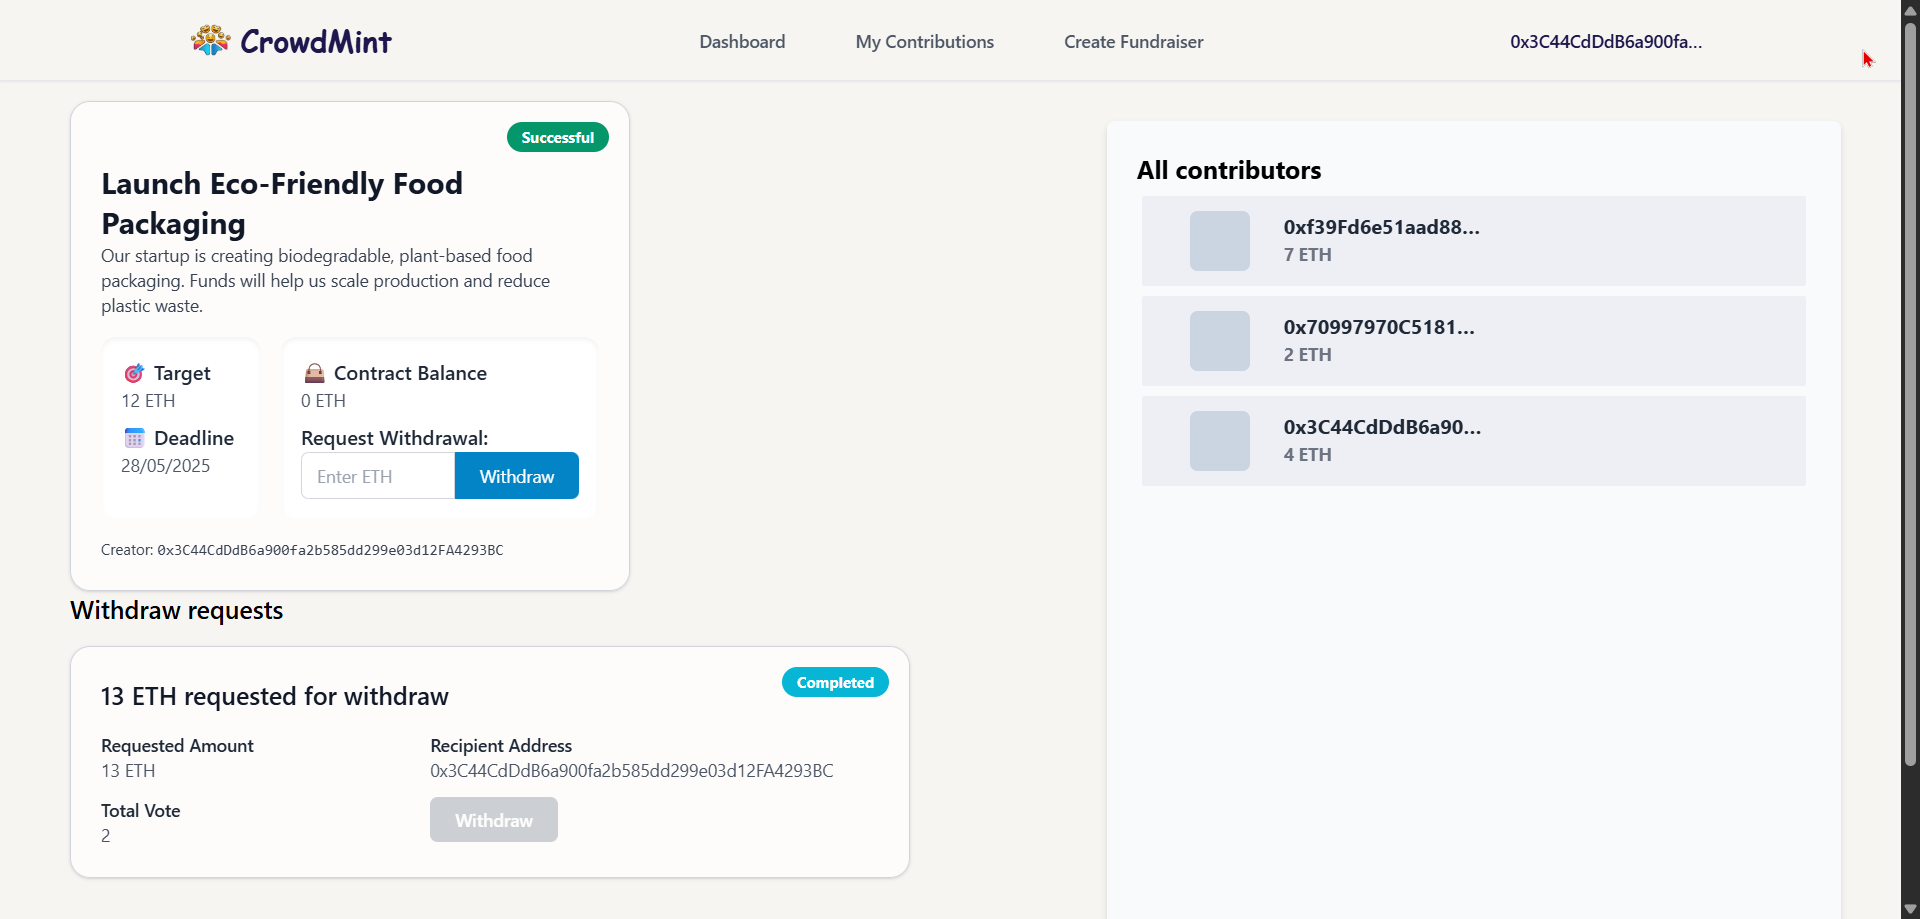 CrowdMint
Dashboard
My Contributions
Create Fundraiser
0x3C44CdDdB6a900fa...
Successful
Launch Eco-Friendly Food
Packaging
Our startup is creating biodegradable, plant-based food
packaging. Funds will help us scale production and reduce
plastic waste.
Target
12 ETH
Deadline
28/05/2025
Contract Balance
0 ETH
Request Withdrawal:
Enter ETH
Withdraw
Creator: 0x3C44CdDdB6a900fa2b585dd299e03d12FA4293BC
Withdraw requests
Completed
13 ETH requested for withdraw
Requested Amount
13 ETH
Recipient Address
0x3C44CdDdB6a900fa2b585dd299e03d12FA4293BC
Total Vote
2
Withdraw
All contributors
0xf39Fd6e51aad88...
7 ETH
0x70997970C5181...
2 ETH
0x3C44CdDdB6a90...
4 ETH